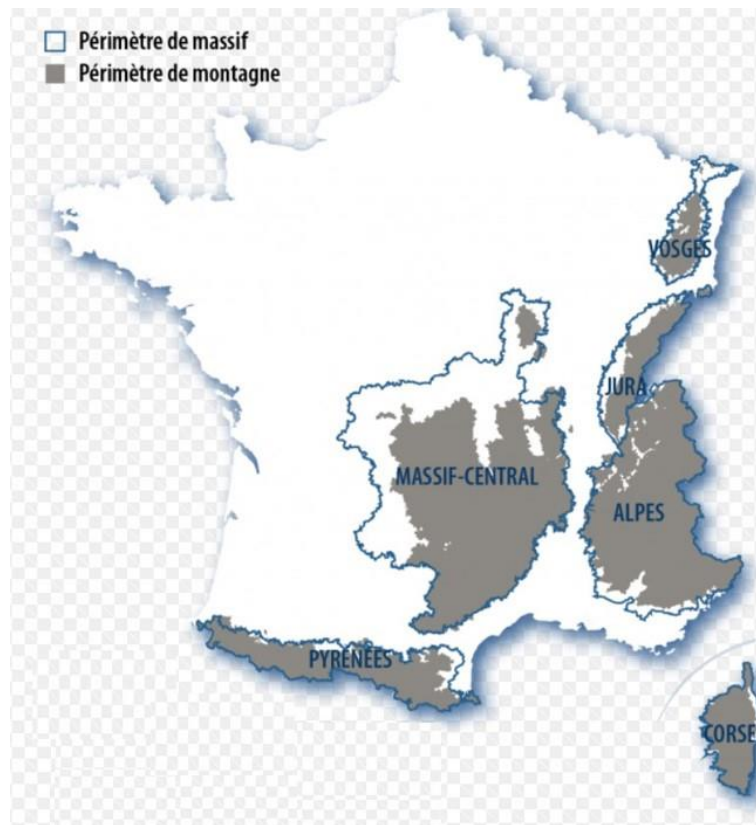 Périmètre de massif
Périmètre de montagne
VOSGES
JURA
MASSIF-CENTRAL
ALPES
PYRÉNÉES
CORSE